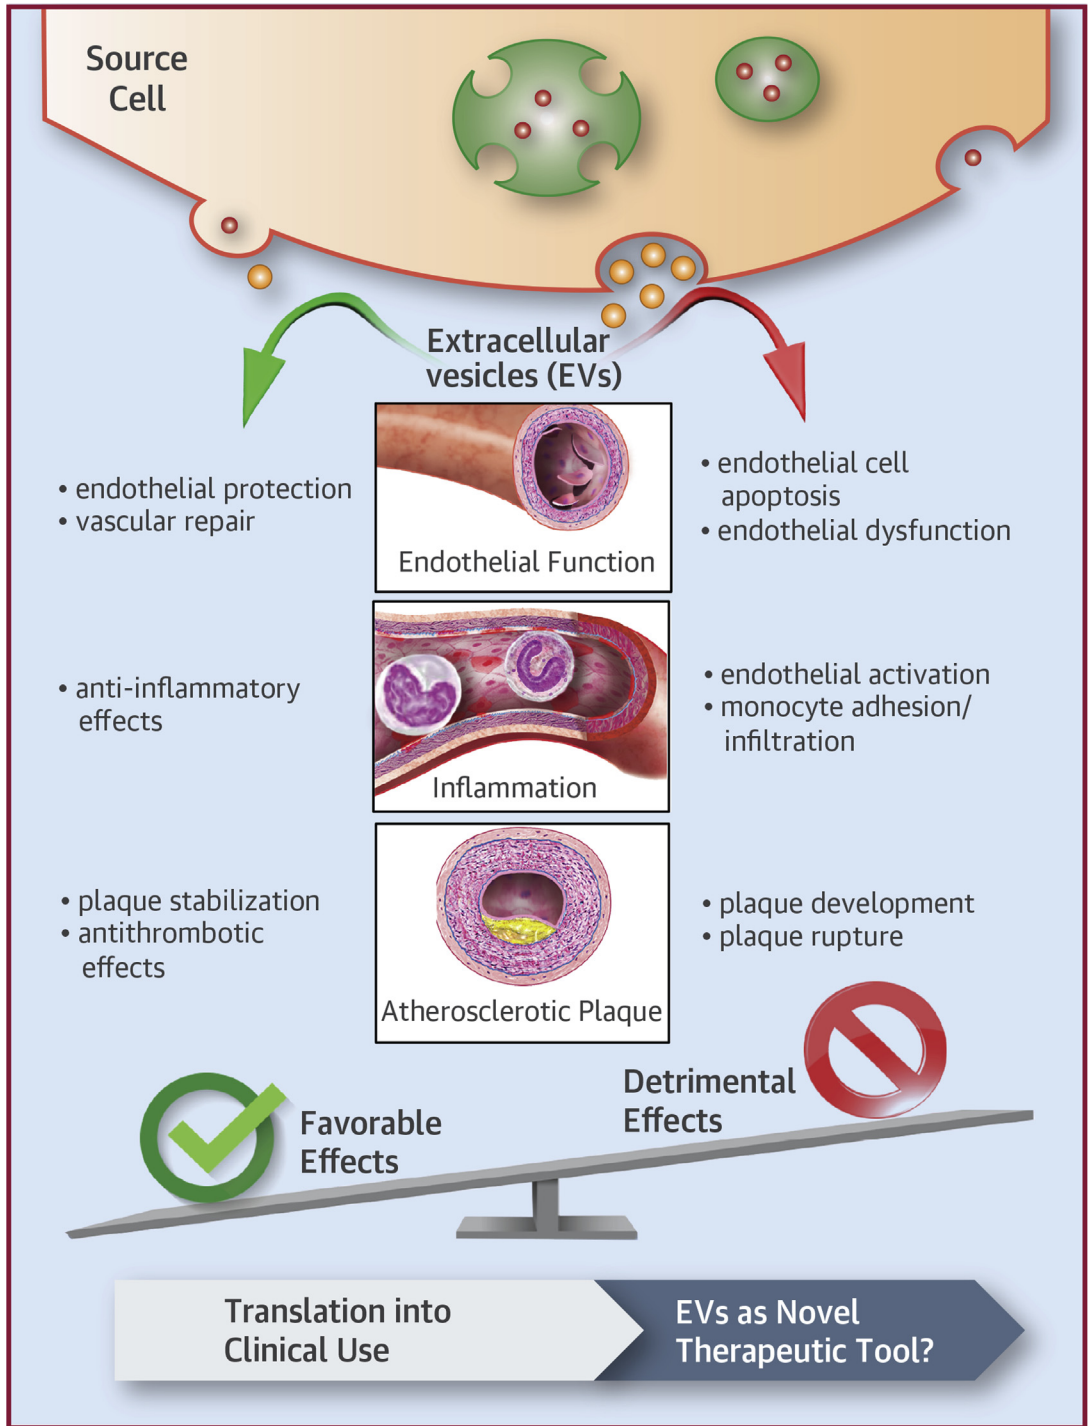 Source
Cell
Extracellular
vesicles (EVs)
• endothelial protection
• vascular repair
Endothelial Function
• endothelial cell
apoptosis
• endothelial dysfunction
• anti-inflammatory
effects
Inflammation
• endothelial activation
• monocyte adhesion/
infiltration
• plaque stabilization
• antithrombotic
effects
Atherosclerotic Plaque
• plaque development
• plaque rupture
Favorable
Effects
Detrimental
Effects
Translation into
Clinical Use
EVs as Novel
Therapeutic Tool?